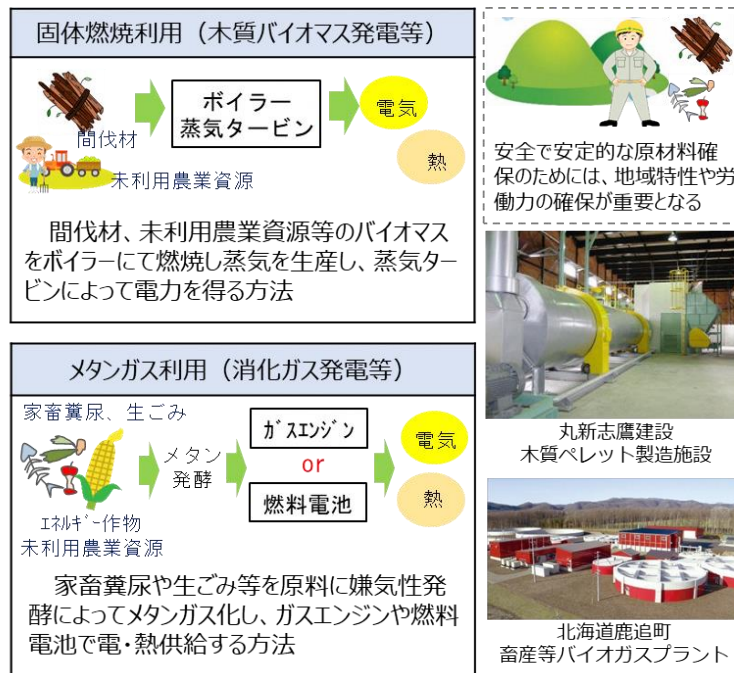 固体燃焼利用（木質バイオマス発電等）
間伐材
未利用農業資源
ボイラー
蒸気タービン
電気
熱
間伐材、未利用農業資源等のバイオマス
をボイラーにて燃焼し蒸気を生産し、蒸気ター
ビンによって電力を得る方法
安全で安定的な原材料確
保のためには、地域特性や労
働力の確保が重要となる
丸新志鷹建設
木質ペレット製造施設
メタンガス利用（消化ガス発電等）
家畜糞尿、生ごみ
ｴﾈﾙｷﾞｰ作物
未利用農業資源
メタン
発酵
ｶﾞｽｴﾝｼﾞﾝ
or
燃料電池
電気
熱
家畜糞尿や生ごみ等を原料に嫌気性発
酵によってメタンガス化し、ガスエンジンや燃料
電池で電・熱供給する方法
北海道鹿追町
畜産等バイオガスプラント